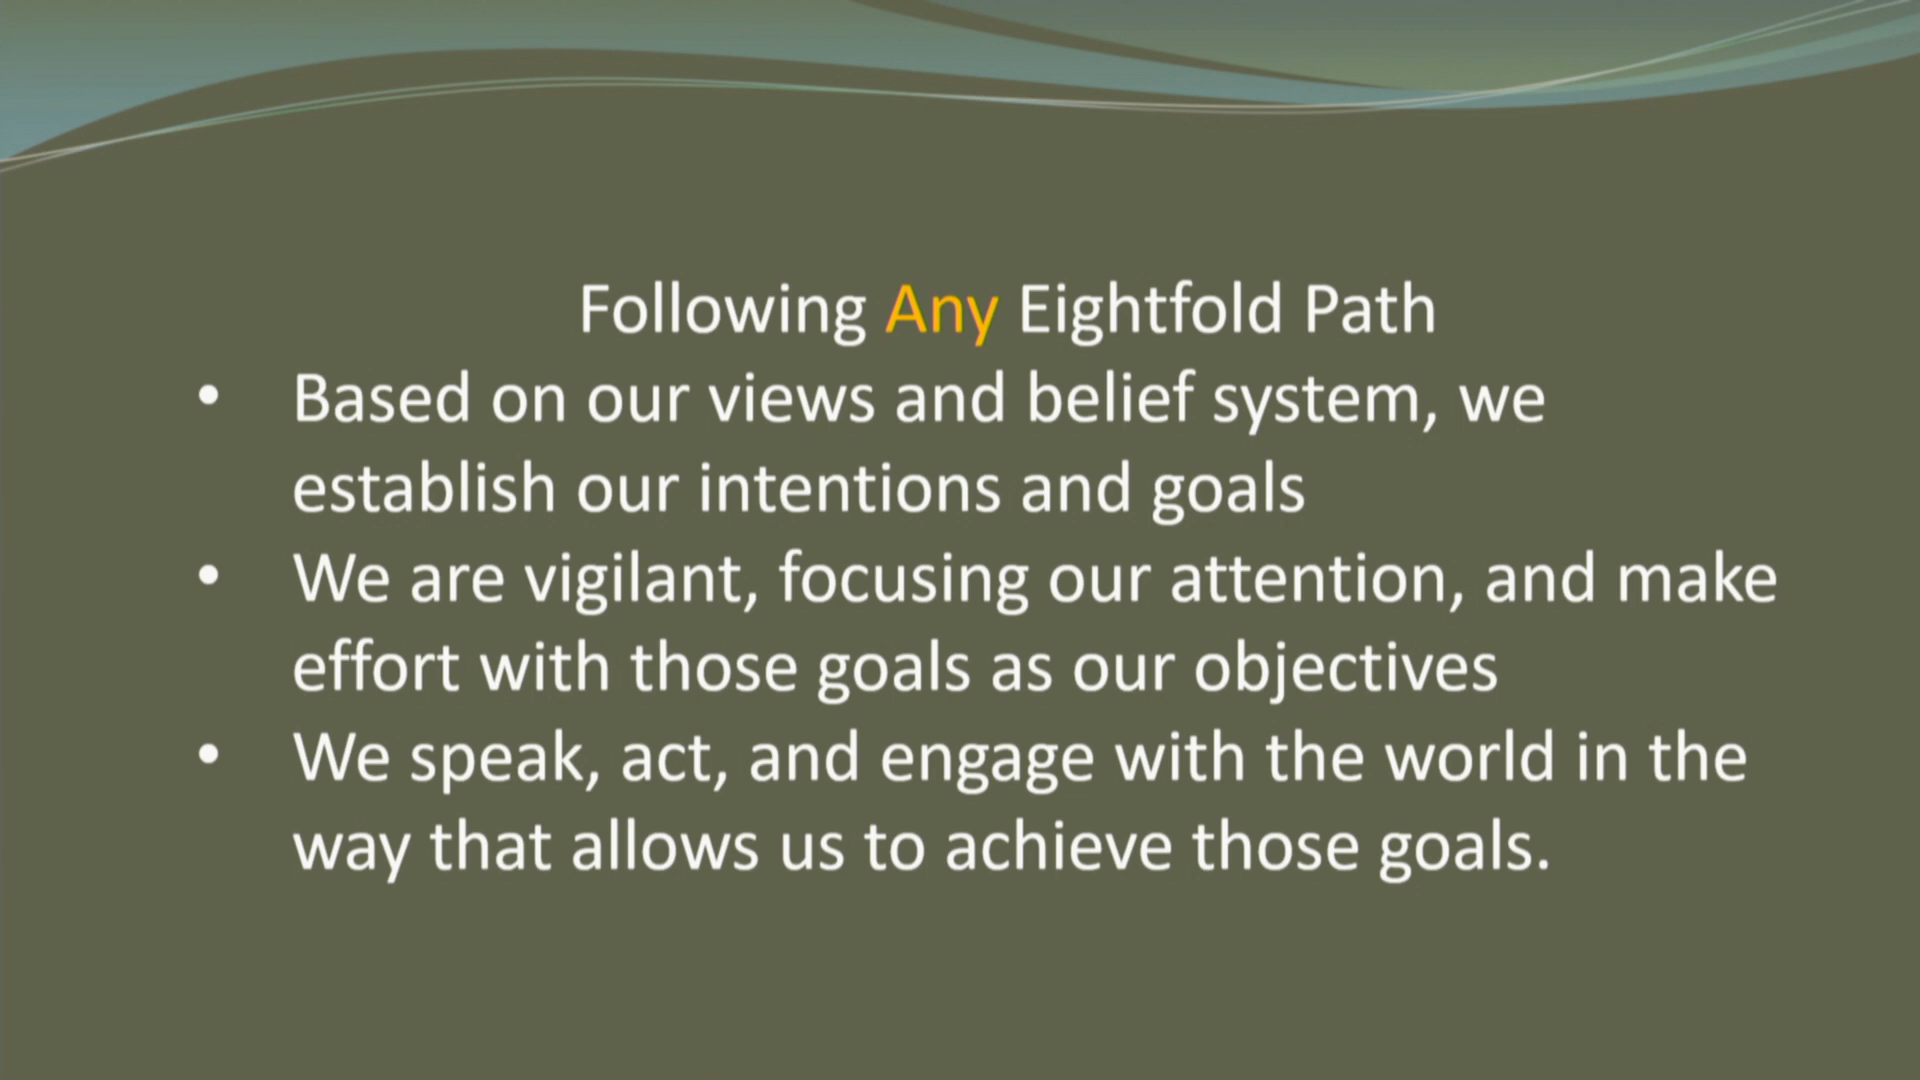 Following Any Eightfold Path
• Based on our views and belief system, we
establish our intentions and goals
• We are vigilant, focusing our attention, and make
effort with those goals as our objectives
• We speak, act, and engage with the world in the
way that allows us to achieve those goals.